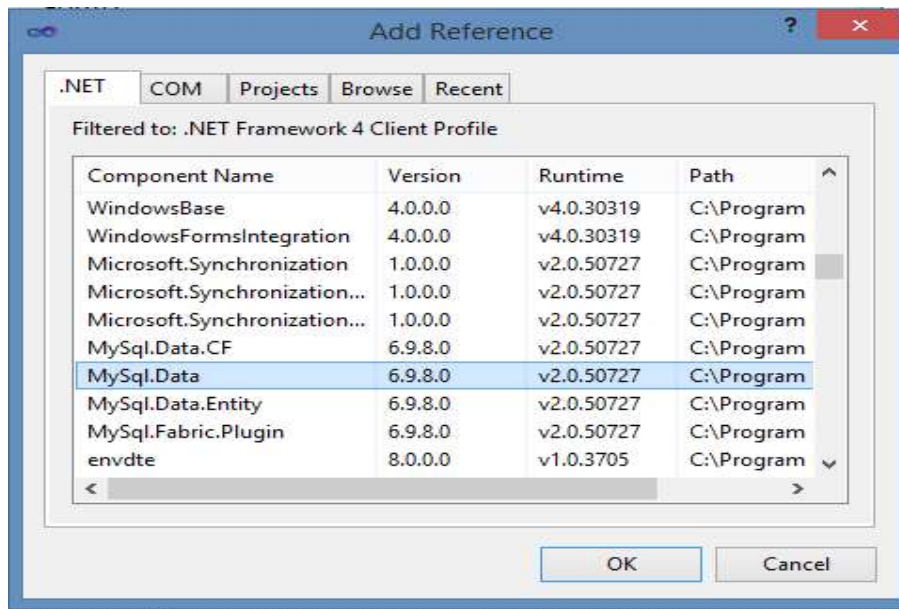 Add Reference
?
.NET COM Projects Browse Recent
Filtered to: .NET Framework 4 Client Profile
Component Name Version Runtime Path
WindowsBase 4.0.0.0 v4.0.30319 C:\Program
WindowsFormsIntegration 4.0.0.0 v4.0.30319 C:\Program
Microsoft.Synchronization 1.0.0.0 v2.0.50727 C:\Program
Microsoft.Synchronization... 1.0.0.0 v2.0.50727 C:\Program
Microsoft.Synchronization... 1.0.0.0 v2.0.50727 C:\Program
MySql.Data.CF 6.9.8.0 v2.0.50727 C:\Program
MySql.Data 6.9.8.0 v2.0.50727 C:\Program
MySql.Data.Entity 6.9.8.0 v2.0.50727 C:\Program
MySql.Fabric.Plugin 6.9.8.0 v2.0.50727 C:\Program
envdte 8.0.0.0 v1.0.3705 C:\Program
OK Cancel